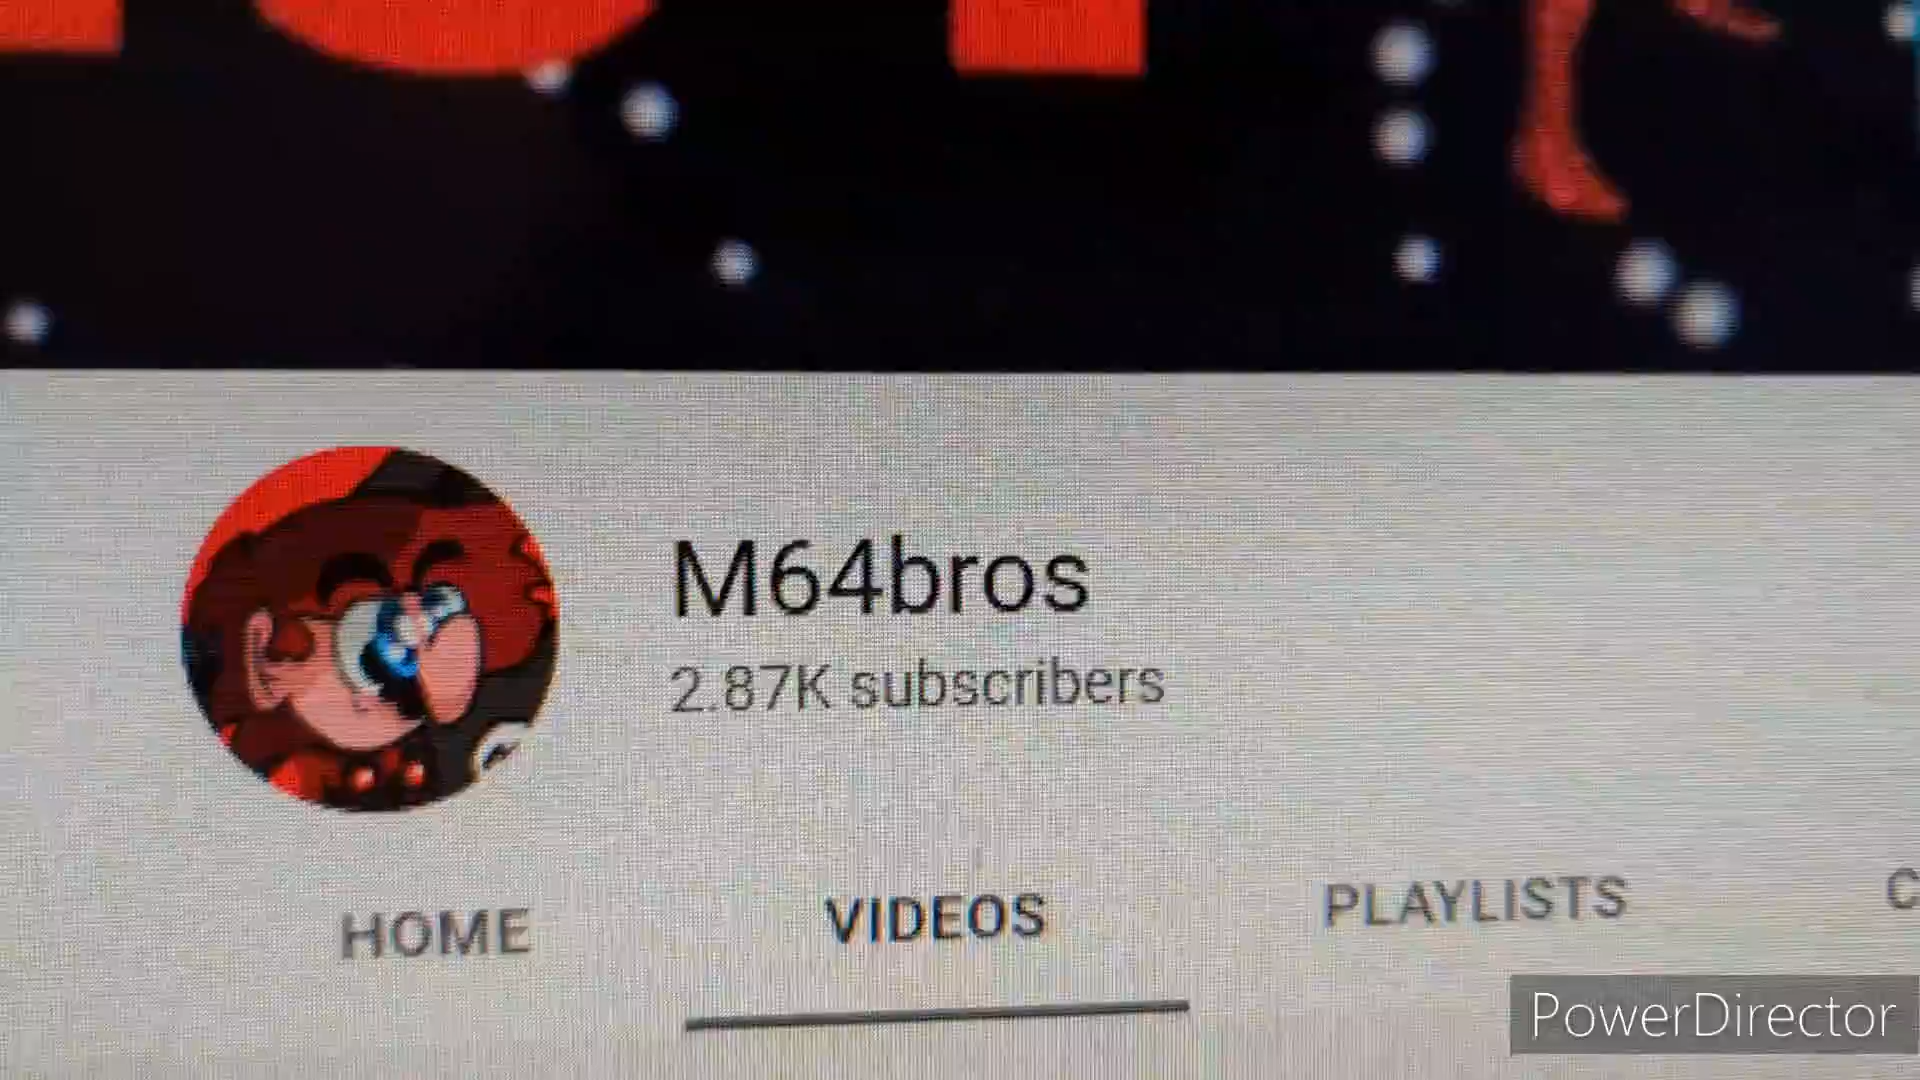 M64bros
2.87K subscribers
HOME
VIDEOS
PLAYLISTS
PowerDirector